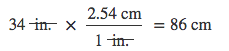 34 in. × 2.54 cm / 1 in. = 86 cm